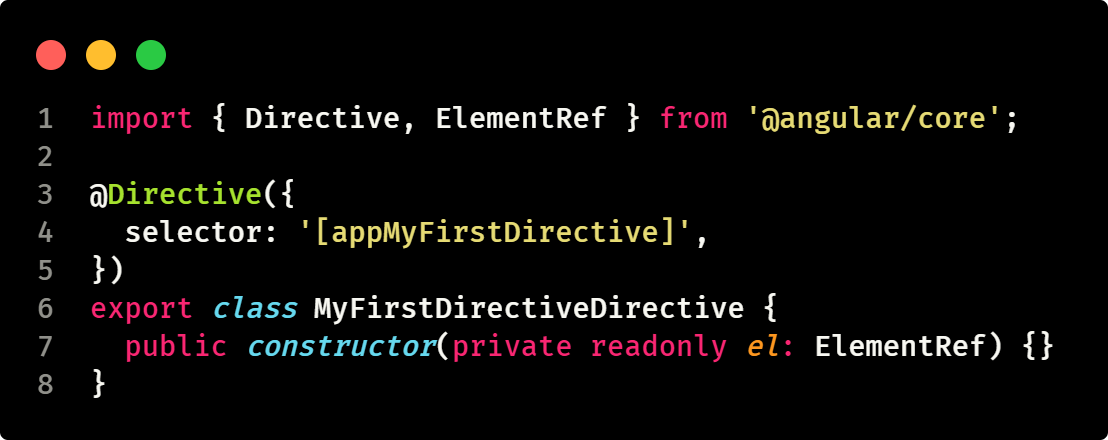 1 import { Directive, ElementRef } from '@angular/core';
2
3 @Directive({
4   selector: '[appMyFirstDirective]',
5 })
6 export class MyFirstDirectiveDirective {
7   public constructor(private readonly el: ElementRef) {}
8 }